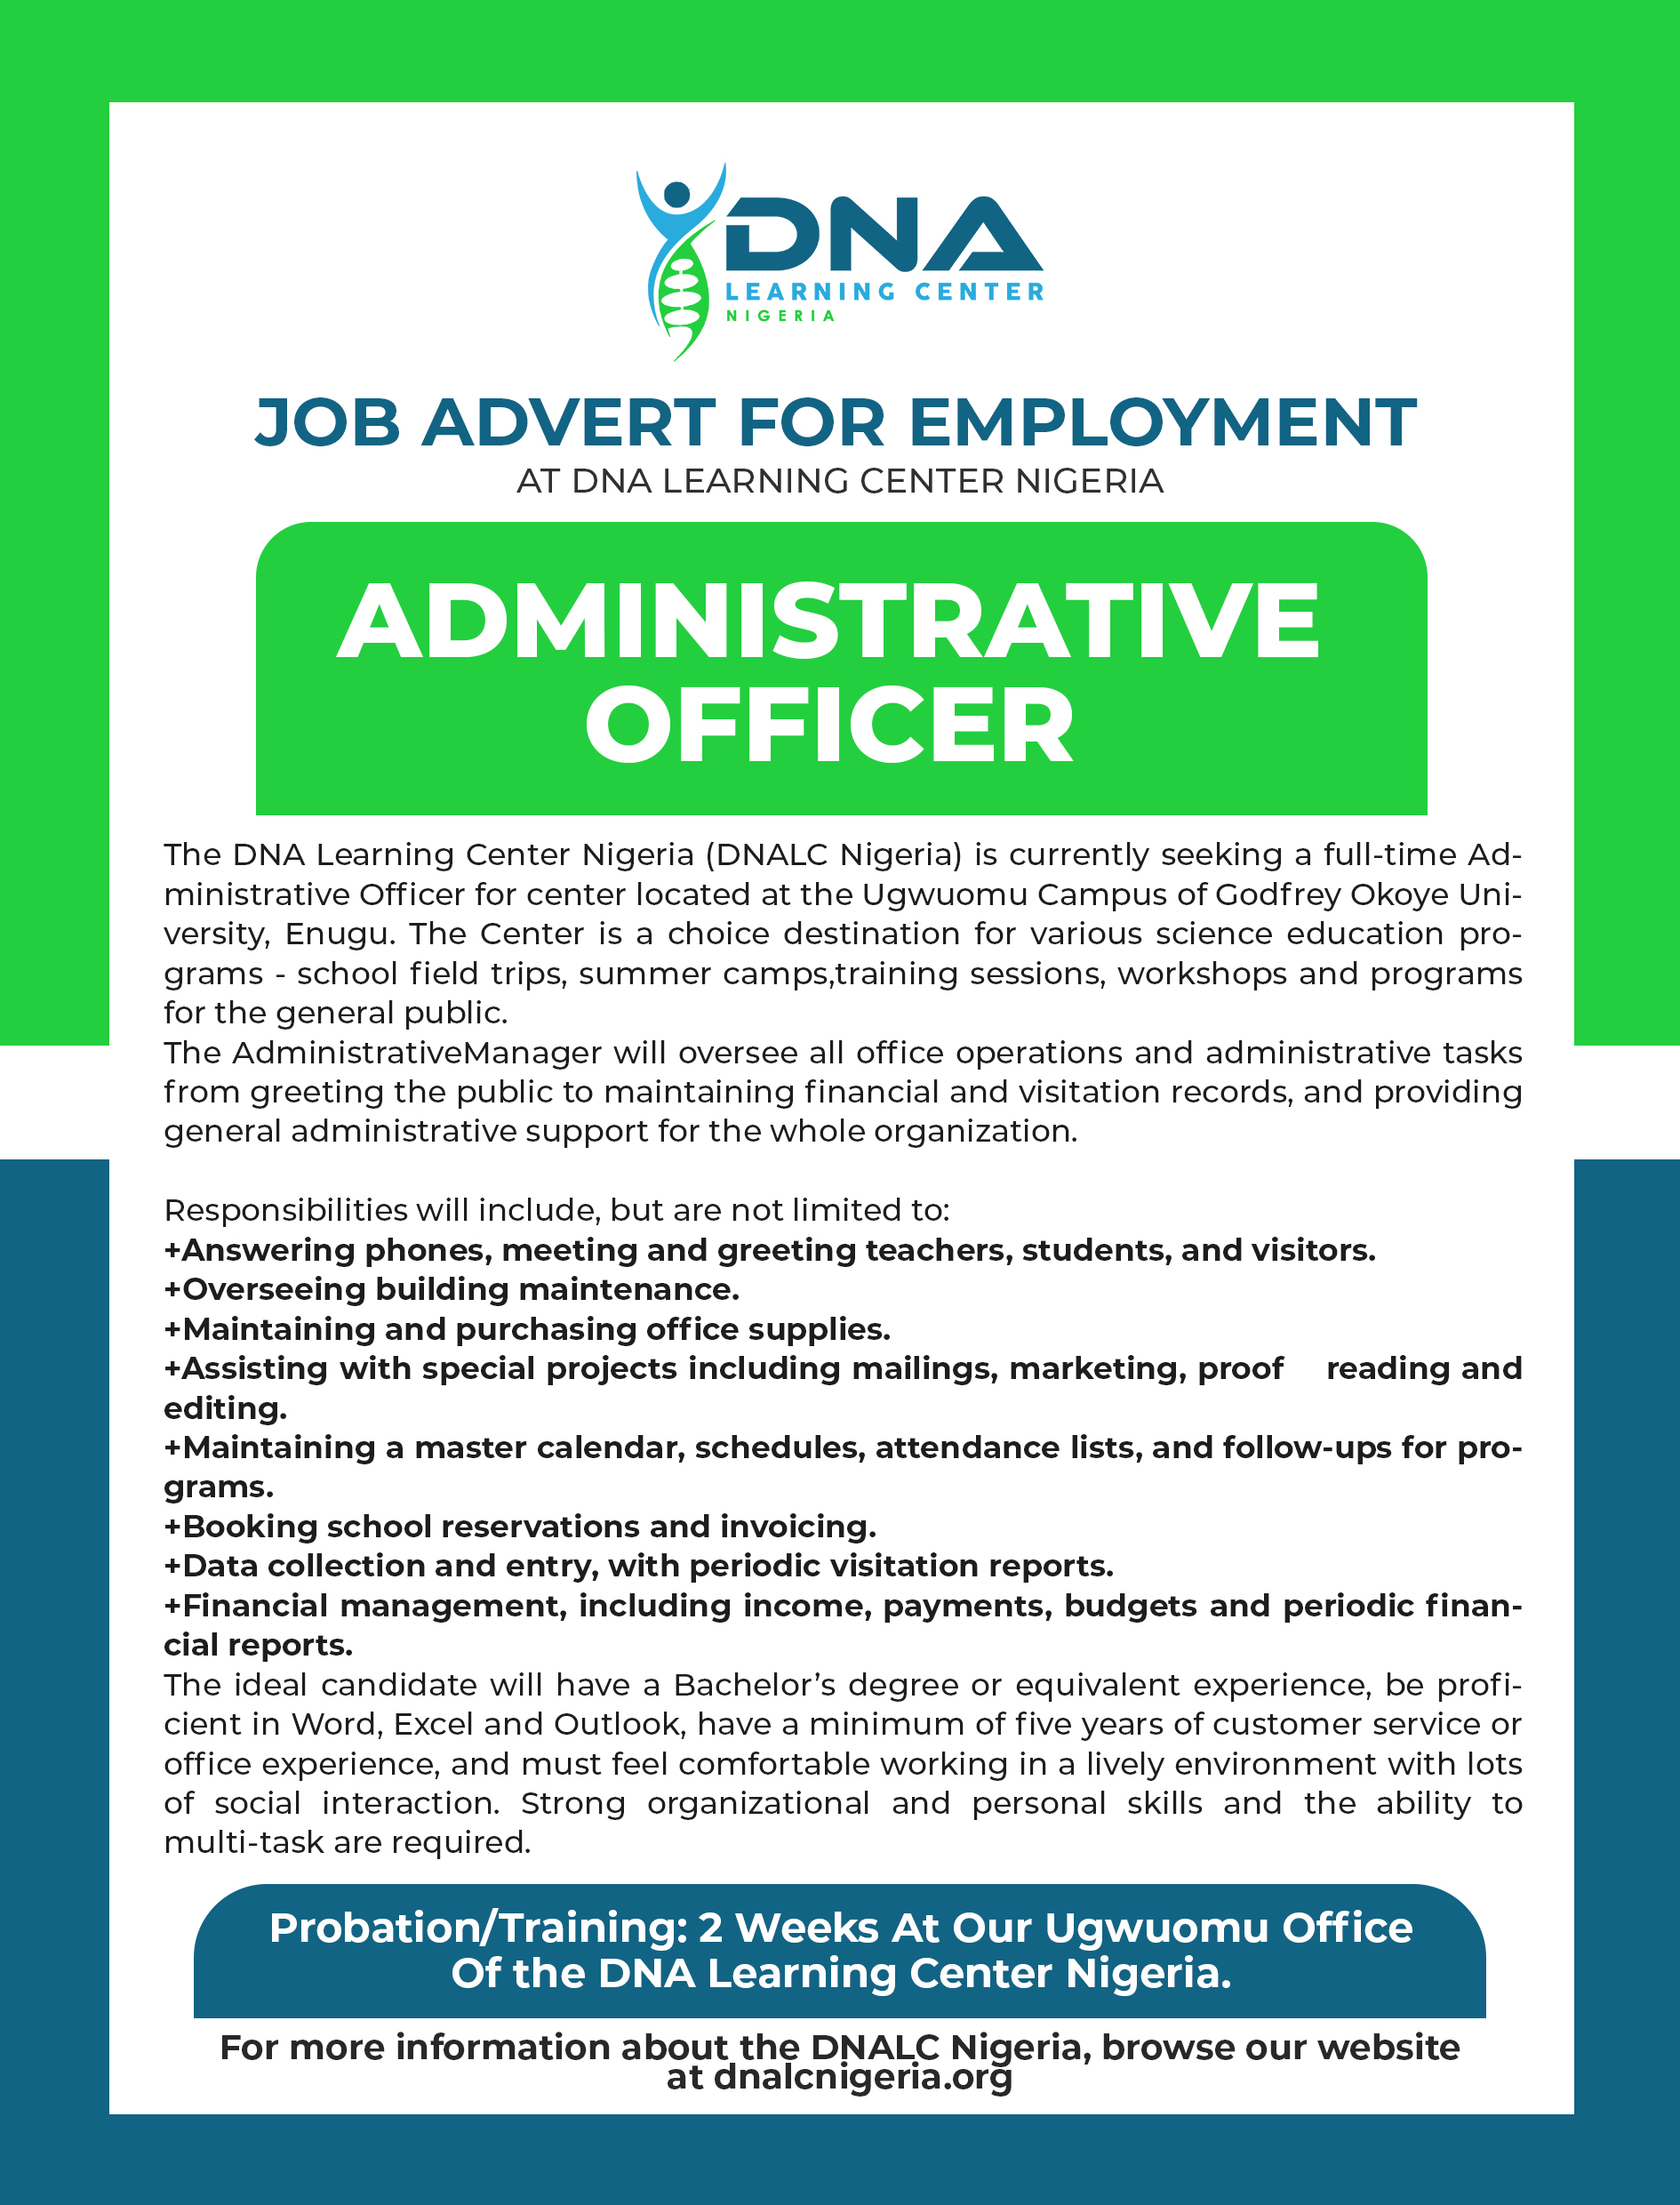 DNA
LEARNING CENTER
NIGERIA
JOB ADVERT FOR EMPLOYMENT
AT DNA LEARNING CENTER NIGERIA
ADMINISTRATIVE
OFFICER
The DNA Learning Center Nigeria (DNALC Nigeria) is currently seeking a full-time Ad-
ministrative Officer for center located at the Ugwuomu Campus of Godfrey Okoye Uni-
versity, Enugu. The Center is a choice destination for various science education pro-
grams - school field trips, summer camps,training sessions, workshops and programs
for the general public.
The AdministrativeManager will oversee all office operations and administrative tasks
from greeting the public to maintaining financial and visitation records, and providing
general administrative support for the whole organization.
Responsibilities will include, but are not limited to:
+Answering phones, meeting and greeting teachers, students, and visitors.
+Overseeing building maintenance.
+Maintaining and purchasing office supplies.
+Assisting with special projects including mailings, marketing, proof reading and
editing.
+Maintaining a master calendar, schedules, attendance lists, and follow-ups for pro-
grams.
+Booking school reservations and invoicing.
+Data collection and entry, with periodic visitation reports.
+Financial management, including income, payments, budgets and periodic finan-
cial reports.
The ideal candidate will have a Bachelor’s degree or equivalent experience, be profi-
cient in Word, Excel and Outlook, have a minimum of five years of customer service or
office experience, and must feel comfortable working in a lively environment with lots
of social interaction. Strong organizational and personal skills and the ability to
multi-task are required.
Probation/Training: 2 Weeks At Our Ugwuomu Office
Of the DNA Learning Center Nigeria.
For more information about the DNALC Nigeria, browse our website
at dnalcnigeria.org